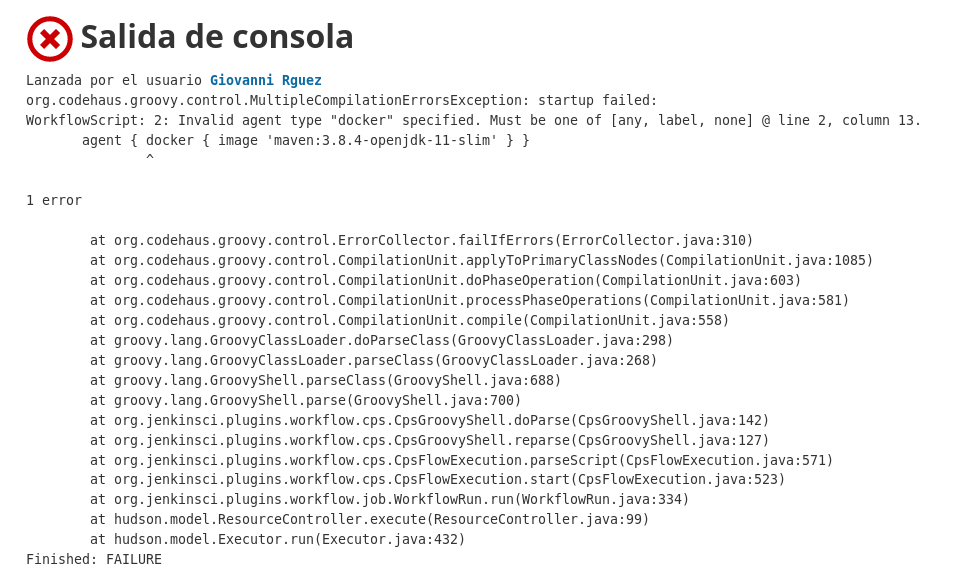 Salida de consola
Lanzada por el usuario Giovanni Rguez
org.codehaus.groovy.control.MultipleCompilationErrorsException: startup failed:
WorkflowScript: 2: Invalid agent type "docker" specified. Must be one of [any, label, none] @ line 2, column 13.
       agent { docker { image 'maven:3.8.4-openjdk-11-slim' } }
               ^
1 error
	at org.codehaus.groovy.control.ErrorCollector.failIfErrors(ErrorCollector.java:310)
	at org.codehaus.groovy.control.CompilationUnit.applyToPrimaryClassNodes(CompilationUnit.java:1085)
	at org.codehaus.groovy.control.CompilationUnit.doPhaseOperation(CompilationUnit.java:603)
	at org.codehaus.groovy.control.CompilationUnit.processPhaseOperations(CompilationUnit.java:581)
	at org.codehaus.groovy.control.CompilationUnit.compile(CompilationUnit.java:558)
	at groovy.lang.GroovyClassLoader.doParseClass(GroovyClassLoader.java:298)
	at groovy.lang.GroovyClassLoader.parseClass(GroovyClassLoader.java:268)
	at groovy.lang.GroovyShell.parseClass(GroovyShell.java:688)
	at groovy.lang.GroovyShell.parse(GroovyShell.java:700)
	at org.jenkinsci.plugins.workflow.cps.CpsGroovyShell.doParse(CpsGroovyShell.java:142)
	at org.jenkinsci.plugins.workflow.cps.CpsGroovyShell.reparse(CpsGroovyShell.java:127)
	at org.jenkinsci.plugins.workflow.cps.CpsFlowExecution.parseScript(CpsFlowExecution.java:571)
	at org.jenkinsci.plugins.workflow.cps.CpsFlowExecution.start(CpsFlowExecution.java:523)
	at org.jenkinsci.plugins.workflow.job.WorkflowRun.run(WorkflowRun.java:334)
	at hudson.model.ResourceController.execute(ResourceController.java:99)
	at hudson.model.Executor.run(Executor.java:432)
Finished: FAILURE